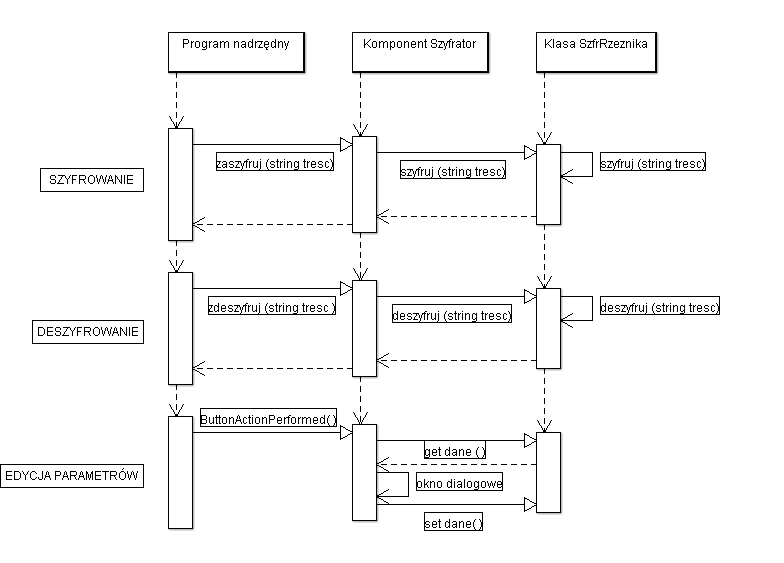 Program nadrzędny
Komponent Szyfrator
Klasa SzfrRzeznika
SZYFROWANIE
zaszyfruj (string tresc)
szyfruj (string tresc)
szyfruj (string tresc)
DESZYFROWANIE
zdeszyfruj (string tresc )
deszyfruj (string tresc)
deszyfruj (string tresc)
EDYCJA PARAMETRÓW
ButtonActionPerformed( )
get dane ( )
okno dialogowe
set dane( )